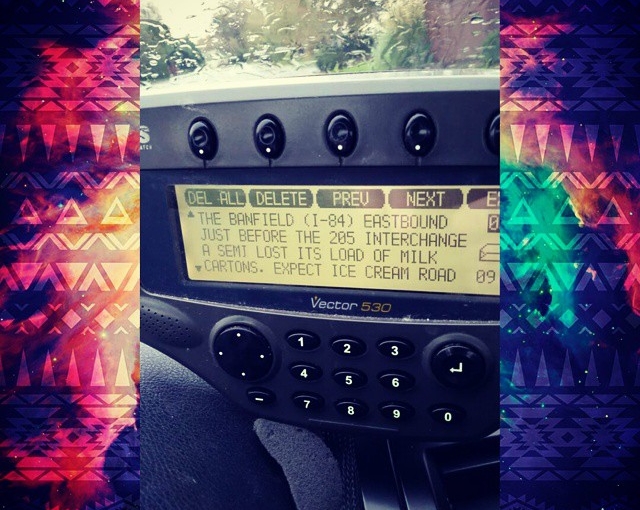 DEL ALL DELETE PREV NEXT
THE BANFIELD (I-84) EASTBOUND
JUST BEFORE THE 205 INTERCHANGE
A SEMI LOST ITS LOAD OF MILK
CARTONS. EXPECT ICE CREAM ROAD 09
Vector 530
1 2 3
4 5 6
7 8 9 0